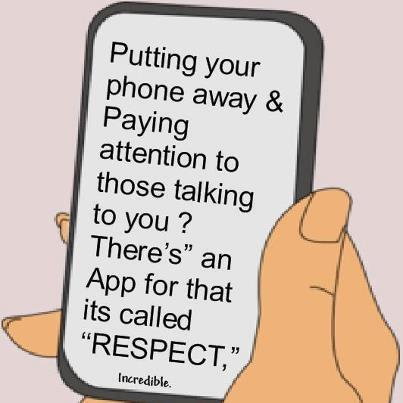 Putting your
phone away &
Paying
attention to
those talking
to you ?
There's” an
App for that
its called
“RESPECT,”
Incredible.